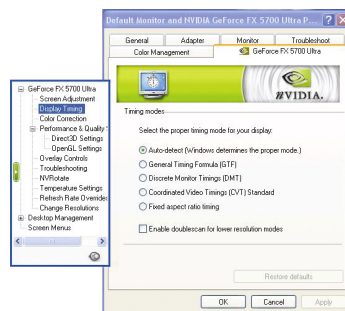 Default Monitor and NVIDIA GeForce FX 5700 Ultra P...
General
Adapter
Monitor
Troubleshoot
Color Management
GeForce FX 5700 Ultra
NVIDIA.
Timing modes
Select the proper timing mode for your display:
Auto-detect (Windows determines the proper mode.)
General Timing Formula (GTF)
Discrete Monitor Timings (DMT)
Coordinated Video Timings (CVT) Standard
Fixed aspect ratio timing
Enable doublescan for lower resolution modes
Restore defaults
OK
Cancel
Apply
GeForce FX 5700 Ultra
Screen Adjustment
Display Timing
Color Correction
Performance & Quality
Direct3D Settings
OpenGL Settings
Overlay Controls
Troubleshooting
NVRotate
Temperature Settings
Refresh Rate Overrides
Change Resolutions
Desktop Management
Screen Menus